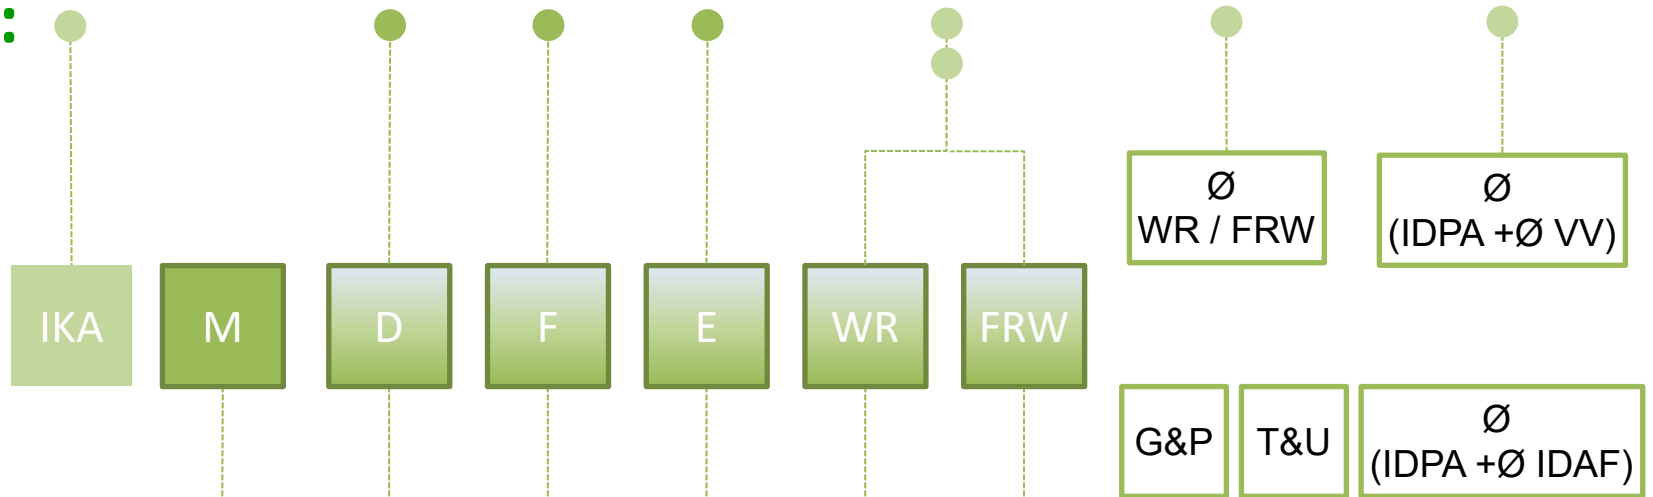 :
Ø
WR / FRW
Ø
(IDPA +Ø VV)
IKA
M
D
F
E
WR
FRW
G&P
T&U
Ø
(IDPA +Ø IDAF)